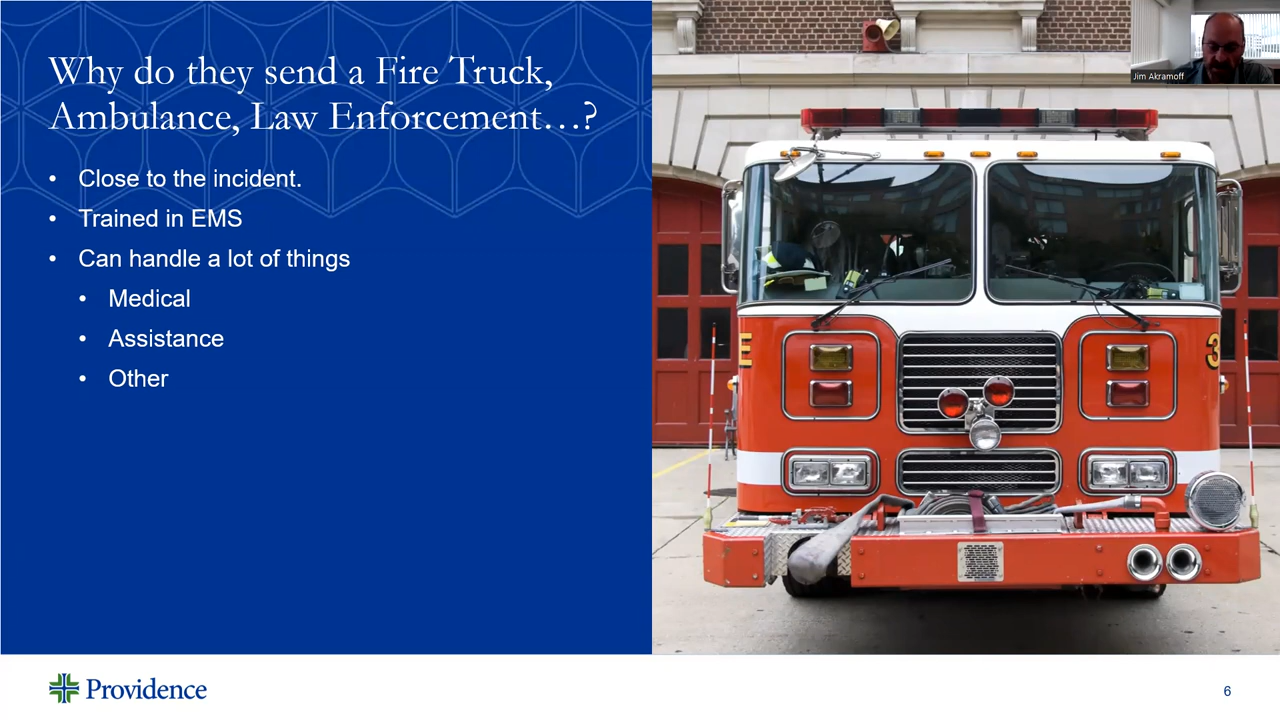 Why do they send a Fire Truck,
Ambulance, Law Enforcement…?
• Close to the incident.
• Trained in EMS
• Can handle a lot of things
• Medical
• Assistance
• Other
Jim Akramoff
E
3
Providence
6